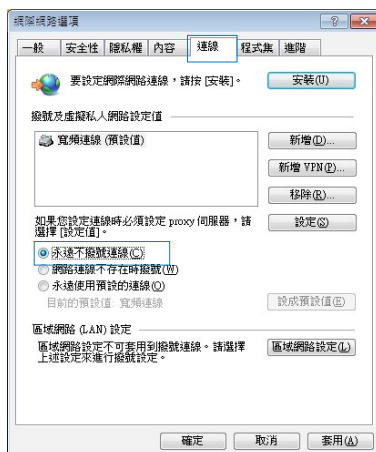 網際網路選項
一般 安全性 隱私權 內容 連線 程式集 進階
要設定網際網路連線，請按 [安裝]。 安裝(U)
撥號及虛擬私人網路設定值
寬頻連線 (預設值) 新增(D)...
新增 VPN(P)...
移除(R)...
如果您設定連線時必須設定 proxy 伺服器，請 設定(S)
選擇 [設定值]。
永遠不撥號連線(C)
網路連線不存在時撥號(W)
永遠使用預設的連線(O)
目前的預設值: 寬頻連線 設成預設值(E)
區域網路 (LAN) 設定
區域網設定不可套用到撥號連線。請選擇 區域網路設定(L)
上述設定來進行撥號設定。
確定 取消 套用(A)